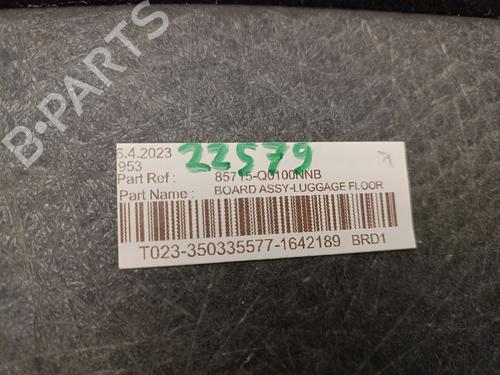 B-PARTS
6.4.2023
22579
953
Part Ref : 85715-Q0100NNB
Part Name : BOARD ASSY-LUGGAGE FLOOR
T023-350335577-1642189 BRD1